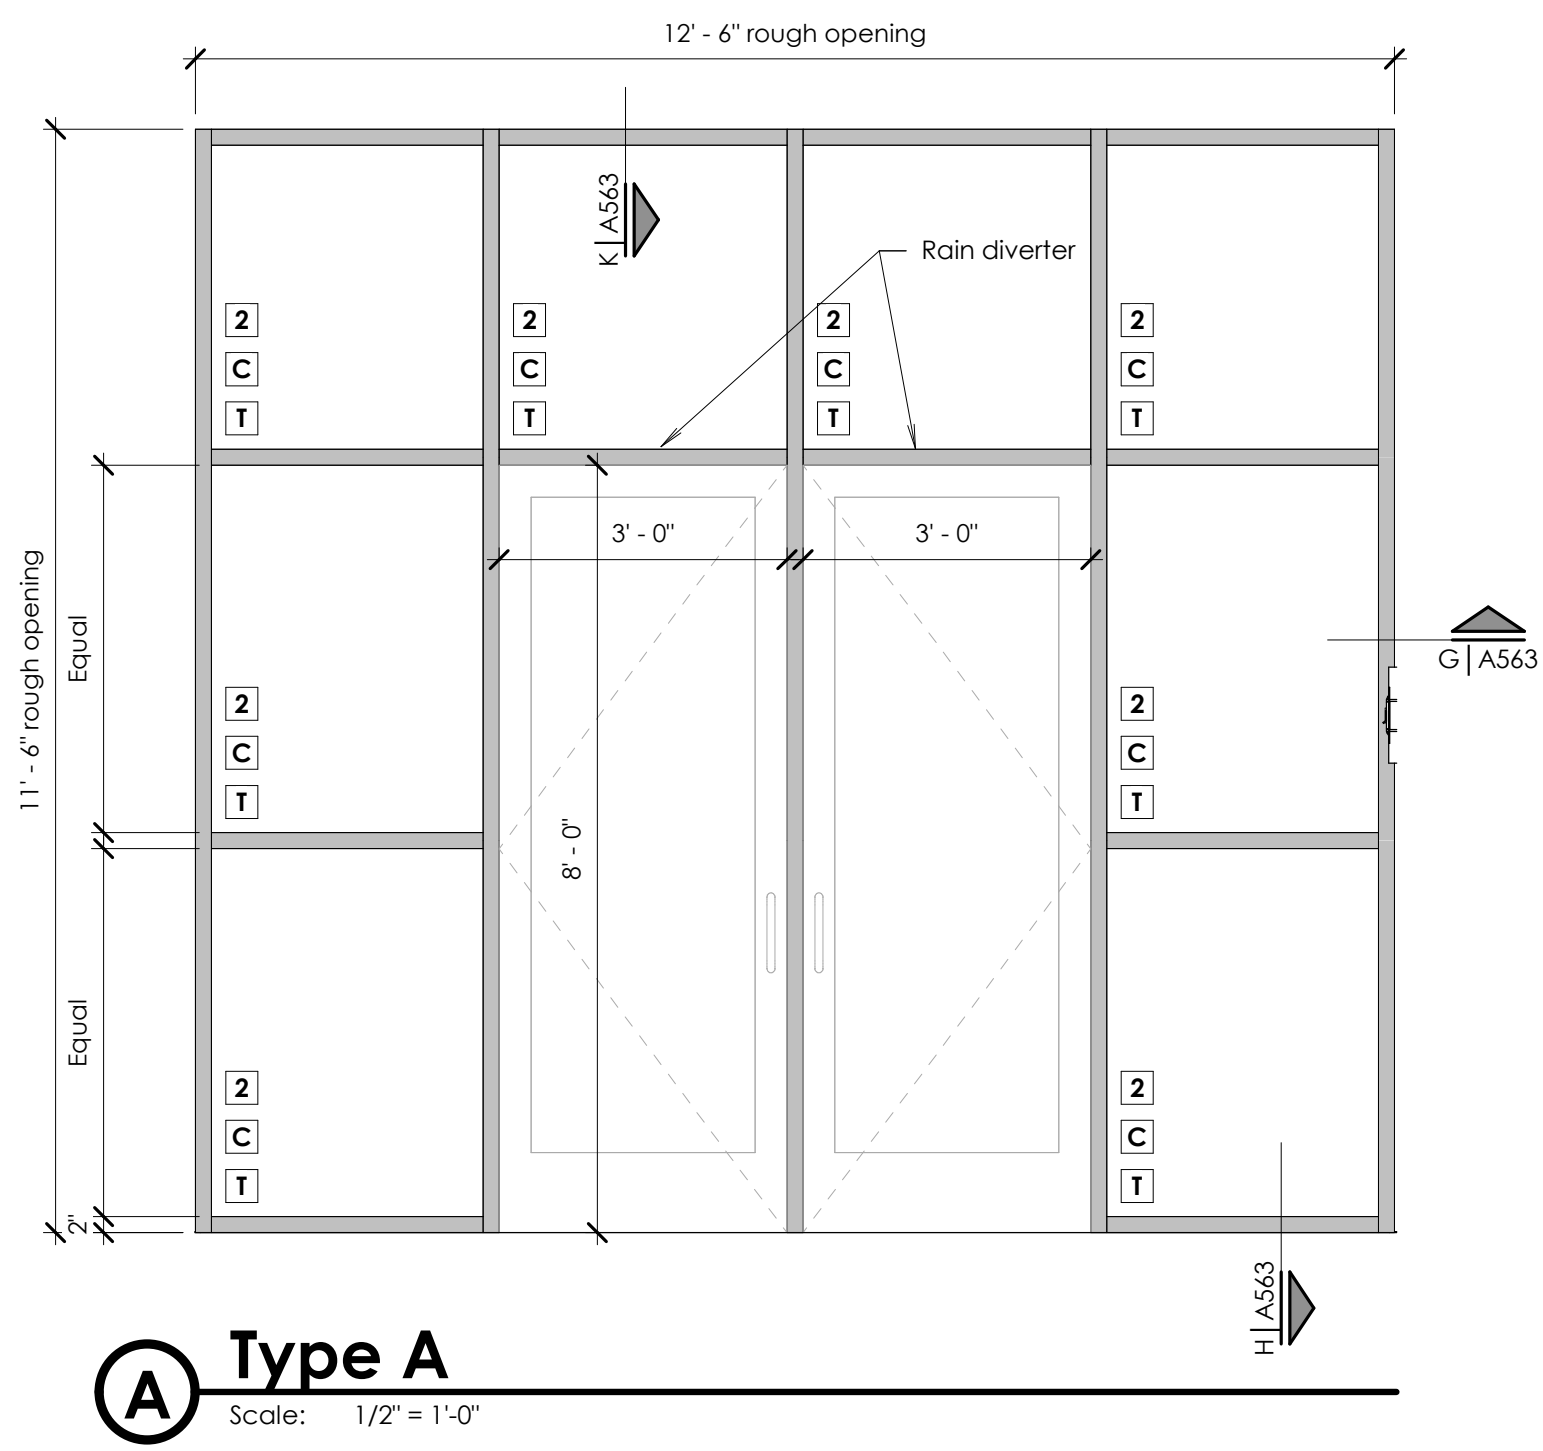 12' - 6" rough opening
K | A563
Rain diverter
2
C
T
2
C
T
2
C
T
2
C
T
3' - 0"
3' - 0"
11' - 6" rough opening
Equal
G | A563
2
C
T
2
C
T
8' - 0"
Equal
2
C
T
2
C
T
2"
H | A563
A
Type A
Scale: 1/2" = 1'-0"